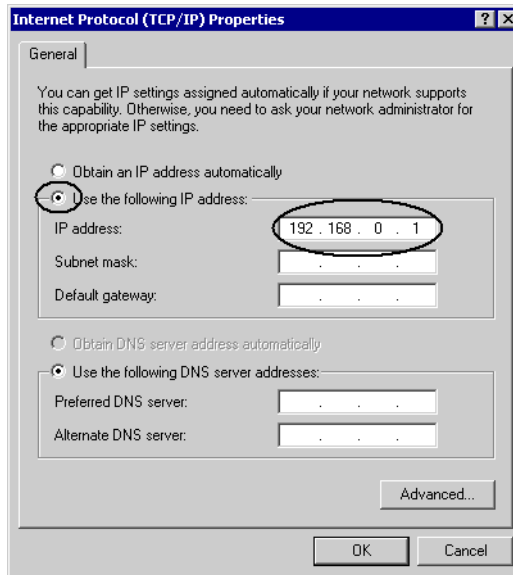 Internet Protocol (TCP/IP) Properties
General
You can get IP settings assigned automatically if your network supports
this capability. Otherwise, you need to ask your network administrator for
the appropriate IP settings.
Obtain an IP address automatically
Use the following IP address:
IP address: 192 . 168 . 0 . 1
Subnet mask: . . .
Default gateway: . . .
Obtain DNS server address automatically
Use the following DNS server addresses:
Preferred DNS server: . . .
Alternate DNS server: . . .
Advanced...
OK Cancel